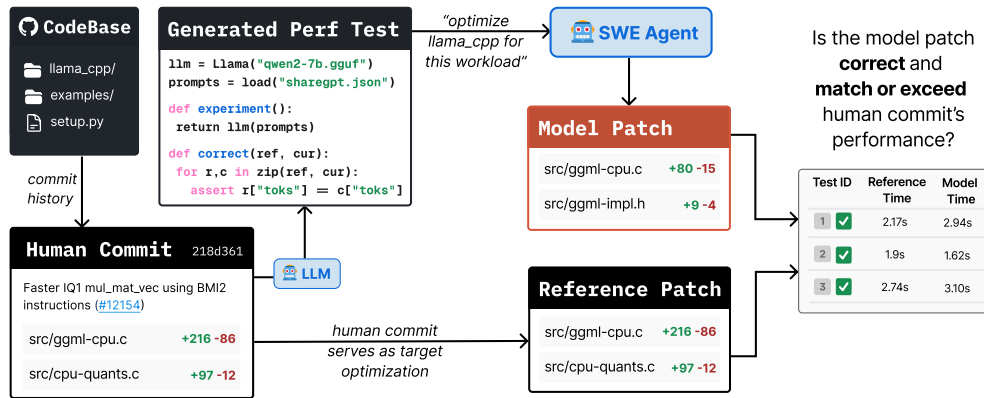 CodeBase
llama_cpp/
examples/
setup.py
commit
history
Human Commit 218d361
Faster IQ1 mul_mat_vec using BMI2
instructions (#12154)
src/ggml-cpu.c +216 -86
src/cpu-quants.c +97 -12
Generated Perf Test
llm = Llama("qwen2-7b.gguf")
prompts = load("sharegpt.json")
def experiment():
return llm(prompts)
def correct(ref, cur):
for r,c in zip(ref, cur):
assert r["toks"] == c["toks"]
LLM
“optimize
llama_cpp for
this workload”
SWE Agent
Model Patch
src/ggml-cpu.c +80 -15
src/ggml-impl.h +9 -4
human commit
serves as target
optimization
Reference Patch
src/ggml-cpu.c +216 -86
src/cpu-quants.c +97 -12
Is the model patch
correct and
match or exceed
human commit’s
performance?
Test ID Reference Time Model Time
1 2.17s 2.94s
2 1.9s 1.62s
3 2.74s 3.10s